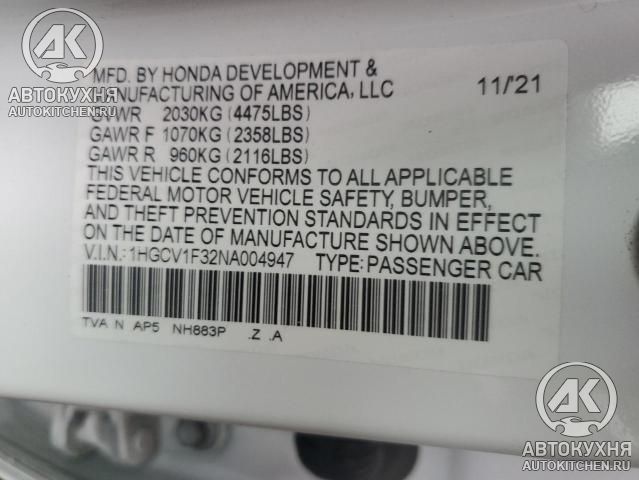 AK
АВТОКУХНЯ
AUTOKITCHEN.RU
MFD. BY HONDA DEVELOPMENT &
MANUFACTURING OF AMERICA, LLC 11/'21
GVWR 2030KG (4475LBS)
GAWR F 1070KG (2358LBS)
GAWR R 960KG (2116LBS)
THIS VEHICLE CONFORMS TO ALL APPLICABLE
FEDERAL MOTOR VEHICLE SAFETY, BUMPER,
AND THEFT PREVENTION STANDARDS IN EFFECT
ON THE DATE OF MANUFACTURE SHOWN ABOVE.
V.I.N.: 1HGCV1F32NA004947 TYPE: PASSENGER CAR
TVA N AP5 NH883P .Z .A
AK
АВТОКУХНЯ
AUTOKITCHEN.RU